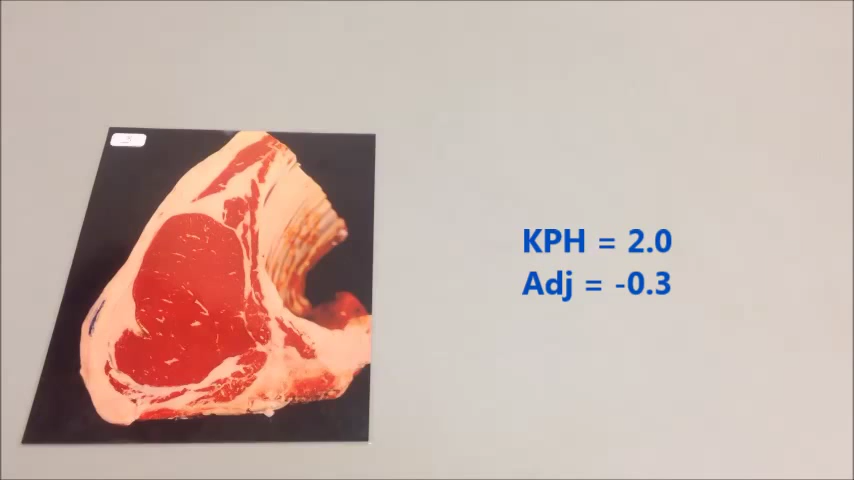 KPH = 2.0
Adj = -0.3